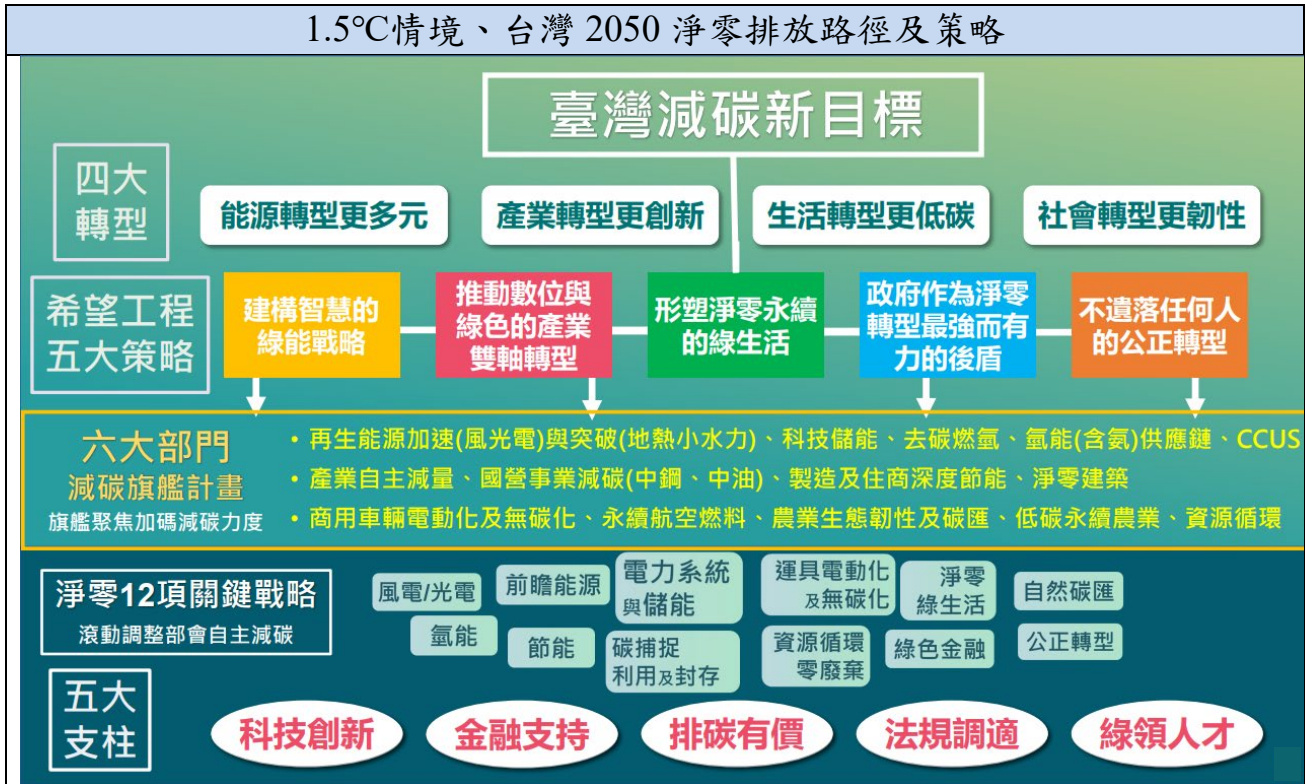 1.5℃情境、台灣 2050 淨零排放路徑及策略
臺灣減碳新目標
四大
轉型
能源轉型更多元
產業轉型更創新
生活轉型更低碳
社會轉型更韌性
希望工程
五大策略
建構智慧的
綠能戰略
推動數位與
綠色的產業
雙軸轉型
形塑淨零永續
的綠生活
政府作為淨零
轉型最強而有
力的後盾
不遺落任何人
的公正轉型
六大部門
減碳旗艦計畫
旗艦聚焦加碼減碳力度
• 再生能源加速(風光電)與突破(地熱小水力)、科技儲能、去碳燃氫、氫能(含氨)供應鏈、CCUS
• 產業自主減量、國營事業減碳(中鋼、中油)、製造及住商深度節能、淨零建築
• 商用車輛電動化及無碳化、永續航空燃料、農業生態韌性及碳匯、低碳永續農業、資源循環
淨零12項關鍵戰略
滾動調整部會自主減碳
風電/光電
氫能
前瞻能源
節能
電力系統
與儲能
碳捕捉
利用及封存
運具電動化
及無碳化
資源循環
零廢棄
淨零
綠生活
綠色金融
自然碳匯
公正轉型
五大
支柱
科技創新
金融支持
排碳有價
法規調適
綠領人才